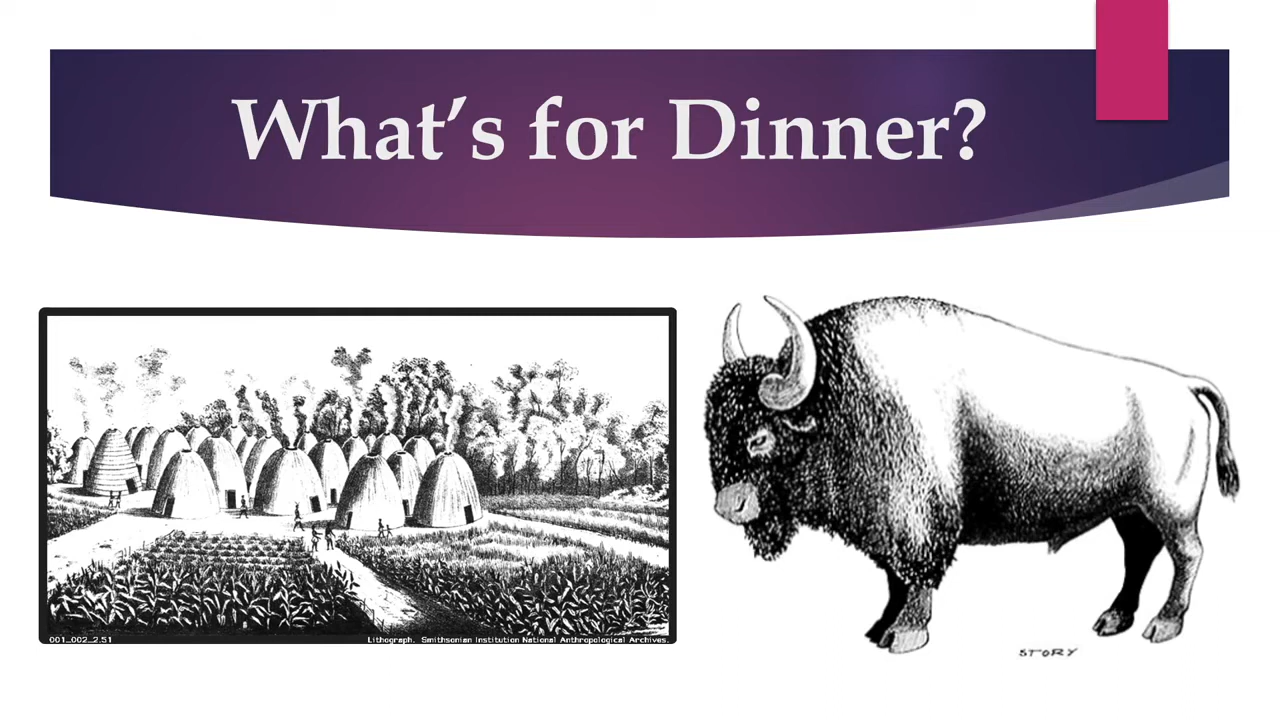 What's for Dinner?
001_002_2.51
Lithograph. Smithsonian Institution National Anthropological Archives.
STORY